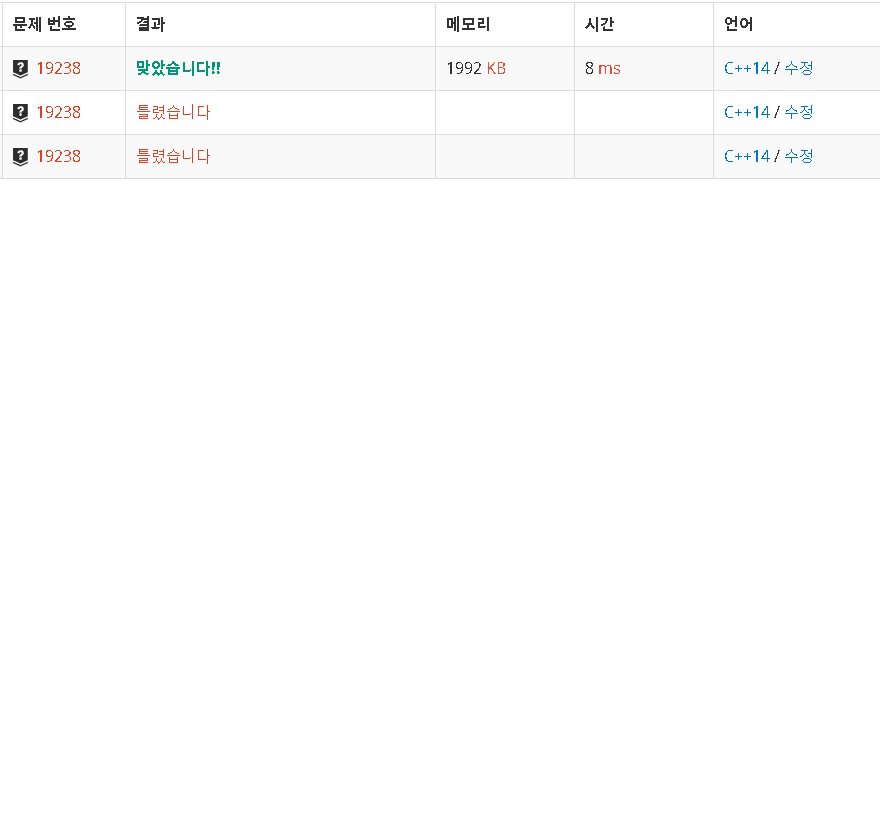 문제 번호 결과 메모리 시간 언어
? 19238 맞았습니다!! 1992 KB 8 ms C++14 / 수정
? 19238 틀렸습니다 C++14 / 수정
? 19238 틀렸습니다 C++14 / 수정